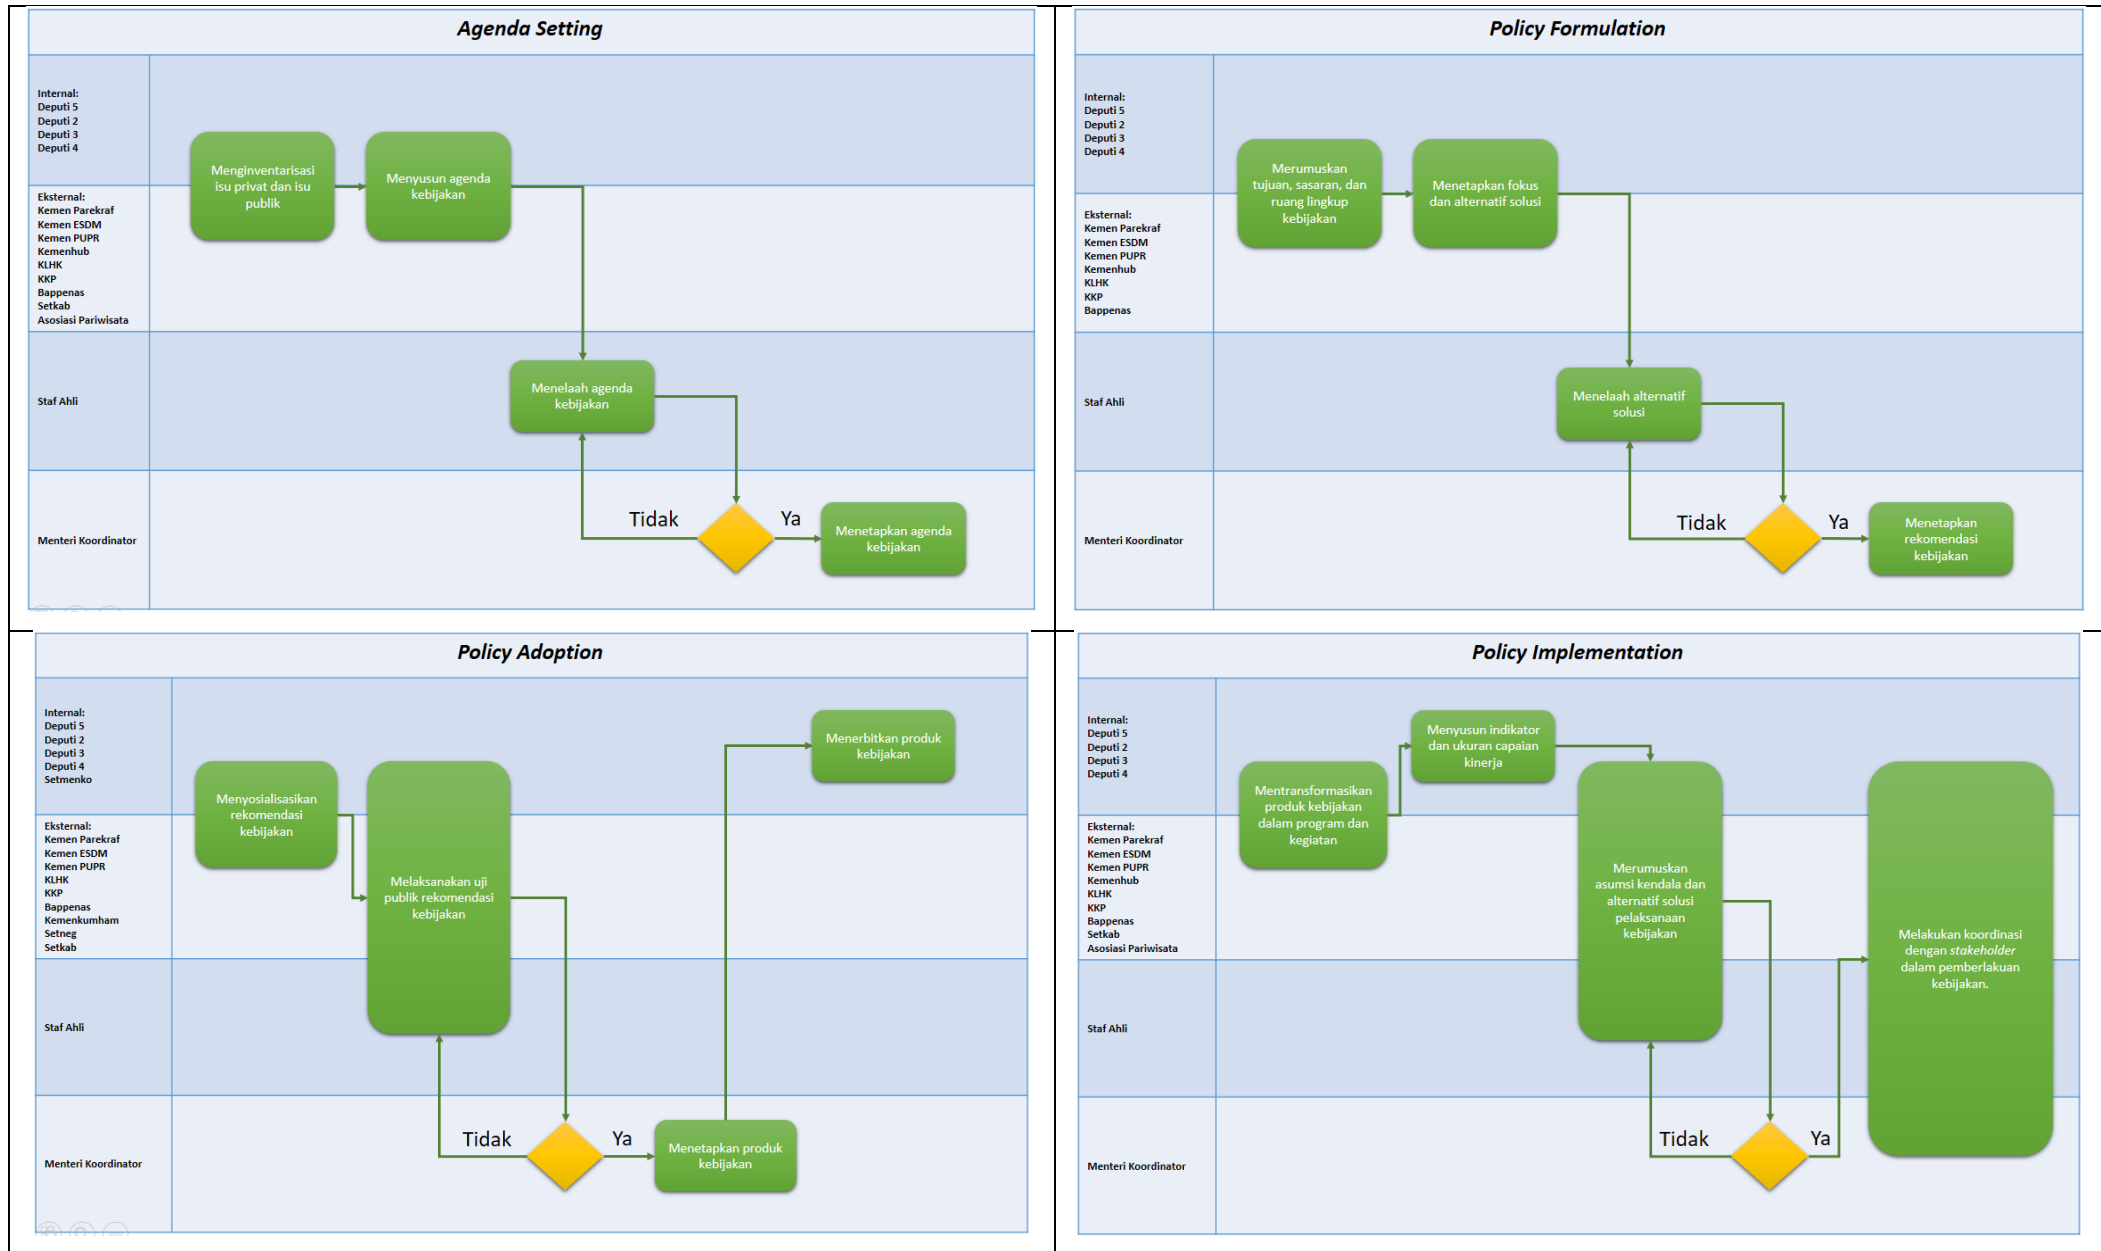 Agenda Setting
Internal:
Deputi 5
Deputi 2
Deputi 3
Deputi 4
Eksternal:
Kemen Parekraf
Kemen ESDM
Kemen PUPR
Kemenhub
KLHK
KKP
Bappenas
Setkab
Asosiasi Pariwisata
Staf Ahli
Menteri Koordinator
Menginventarisasi
isu privat dan isu
publik
Menyusun agenda
kebijakan
Menelaah agenda
kebijakan
Tidak
Ya
Menetapkan agenda
kebijakan
Policy Formulation
Internal:
Deputi 5
Deputi 2
Deputi 3
Deputi 4
Eksternal:
Kemen Parekraf
Kemen ESDM
Kemen PUPR
Kemenhub
KLHK
KKP
Bappenas
Staf Ahli
Menteri Koordinator
Merumuskan
tujuan, sasaran, dan
ruang lingkup
kebijakan
Menetapkan fokus
dan alternatif solusi
Menelaah alternatif
solusi
Tidak
Ya
Menetapkan
rekomendasi
kebijakan
Policy Adoption
Internal:
Deputi 5
Deputi 2
Deputi 3
Deputi 4
Setmenko
Eksternal:
Kemen Parekraf
Kemen ESDM
Kemen PUPR
KLHK
KKP
Bappenas
Kemenkumham
Setneg
Setkab
Staf Ahli
Menteri Koordinator
Menyosialisasikan
rekomendasi
kebijakan
Melaksanakan uji
publik rekomendasi
kebijakan
Tidak
Ya
Menetapkan produk
kebijakan
Menerbitkan produk
kebijakan
Policy Implementation
Internal:
Deputi 5
Deputi 2
Deputi 3
Deputi 4
Eksternal:
Kemen Parekraf
Kemen ESDM
Kemen PUPR
Kemenhub
KLHK
KKP
Bappenas
Setkab
Asosiasi Pariwisata
Staf Ahli
Menteri Koordinator
Mentransformasikan
produk kebijakan
dalam program dan
kegiatan
Menyusun indikator
dan ukuran capaian
kinerja
Merumuskan
asumsi kendala dan
alternatif solusi
pelaksanaan
kebijakan
Tidak
Ya
Melakukan koordinasi
dengan stakeholder
dalam pemberlakuan
kebijakan.